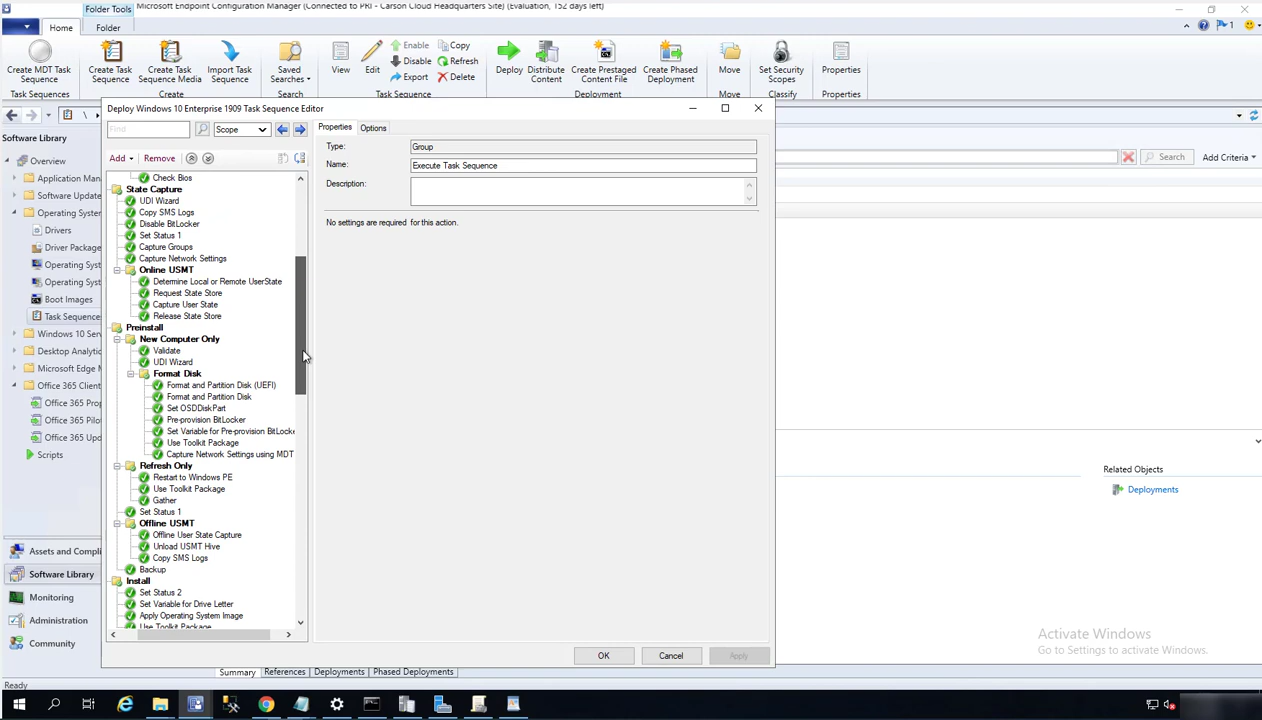 Folder Tools
Microsoft Endpoint Configuration Manager (Connected to PRI - Carson Cloud Headquarters Site) (Evaluation, 152 days left)
Home
Folder
1
Create MDT Task Sequence
Create Task Sequence
Create Task Sequence Media
Import Task Sequence
Saved Searches
View
Edit
Enable
Disable
Export
Copy
Refresh
Delete
Deploy
Distribute Content
Create Prestaged Content File
Create Phased Deployment
Move
Set Security Scopes
Properties
Task Sequences
Create
Search
Task Sequence
Deployment
Move
Classify
Properties
\
Software Library
Overview
Application Man
Software Update
Operating System
Drivers
Driver Package
Operating Syst
Operating Syst
Boot Images
Task Sequence
Windows 10 Serv
Desktop Analytic
Microsoft Edge M
Office 365 Client
Office 365 Pro
Office 365 Pilo
Office 365 Upd
Scripts
Assets and Compli
Software Library
Monitoring
Administration
Community
Ready
Deploy Windows 10 Enterprise 1909 Task Sequence Editor
Find
Scope
Add
Remove
Check Bios
State Capture
UDI Wizard
Copy SMS Logs
Disable BitLocker
Set Status 1
Capture Groups
Capture Network Settings
Online USMT
Determine Local or Remote UserState
Request State Store
Capture User State
Release State Store
Preinstall
New Computer Only
Validate
UDI Wizard
Format Disk
Format and Partition Disk (UEFI)
Format and Partition Disk
Set OSDDiskPart
Pre-provision BitLocker
Set Variable for Pre-provision BitLocke
Use Toolkit Package
Capture Network Settings using MDT
Refresh Only
Restart to Windows PE
Use Toolkit Package
Gather
Set Status 1
Offline USMT
Offline User State Capture
Unload USMT Hive
Copy SMS Logs
Backup
Install
Set Status 2
Set Variable for Drive Letter
Apply Operating System Image
Use Toolkit Package
Properties
Options
Type:
Group
Name:
Execute Task Sequence
Description:
No settings are required for this action.
OK
Cancel
Apply
Search
Add Criteria
Related Objects
Deployments
Summary
References
Deployments
Phased Deployments
Activate Windows
Go to Settings to activate Windows.